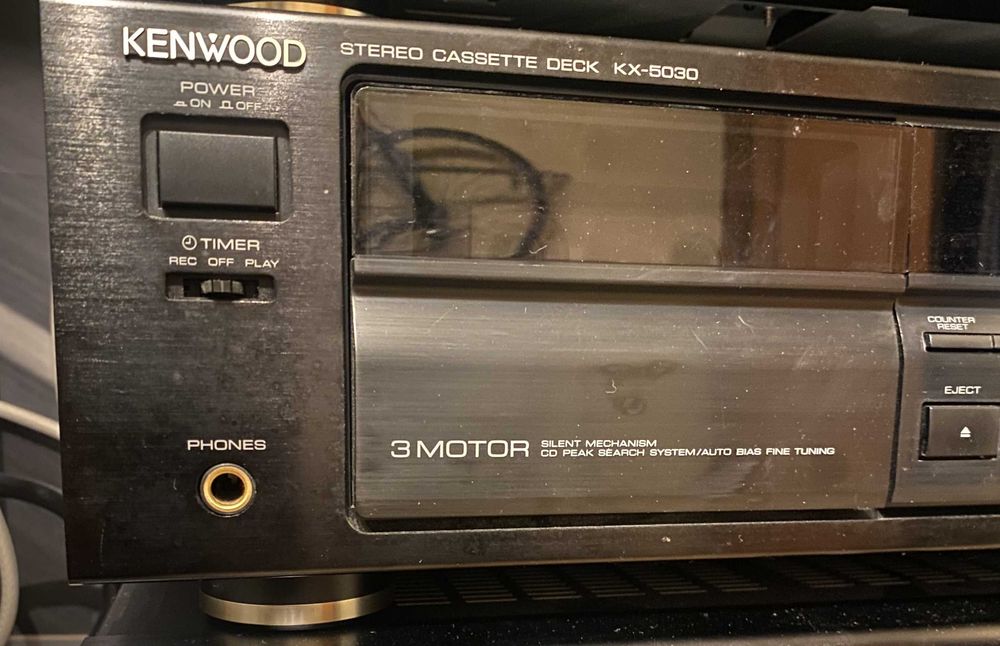 KENWOOD
STEREO CASSETTE DECK KX-5030
POWER
ON OFF
TIMER
REC OFF PLAY
COUNTER
RESET
EJECT
PHONES
3 MOTOR
SILENT MECHANISM
CD PEAK SEARCH SYSTEM/AUTO BIAS FINE TUNING